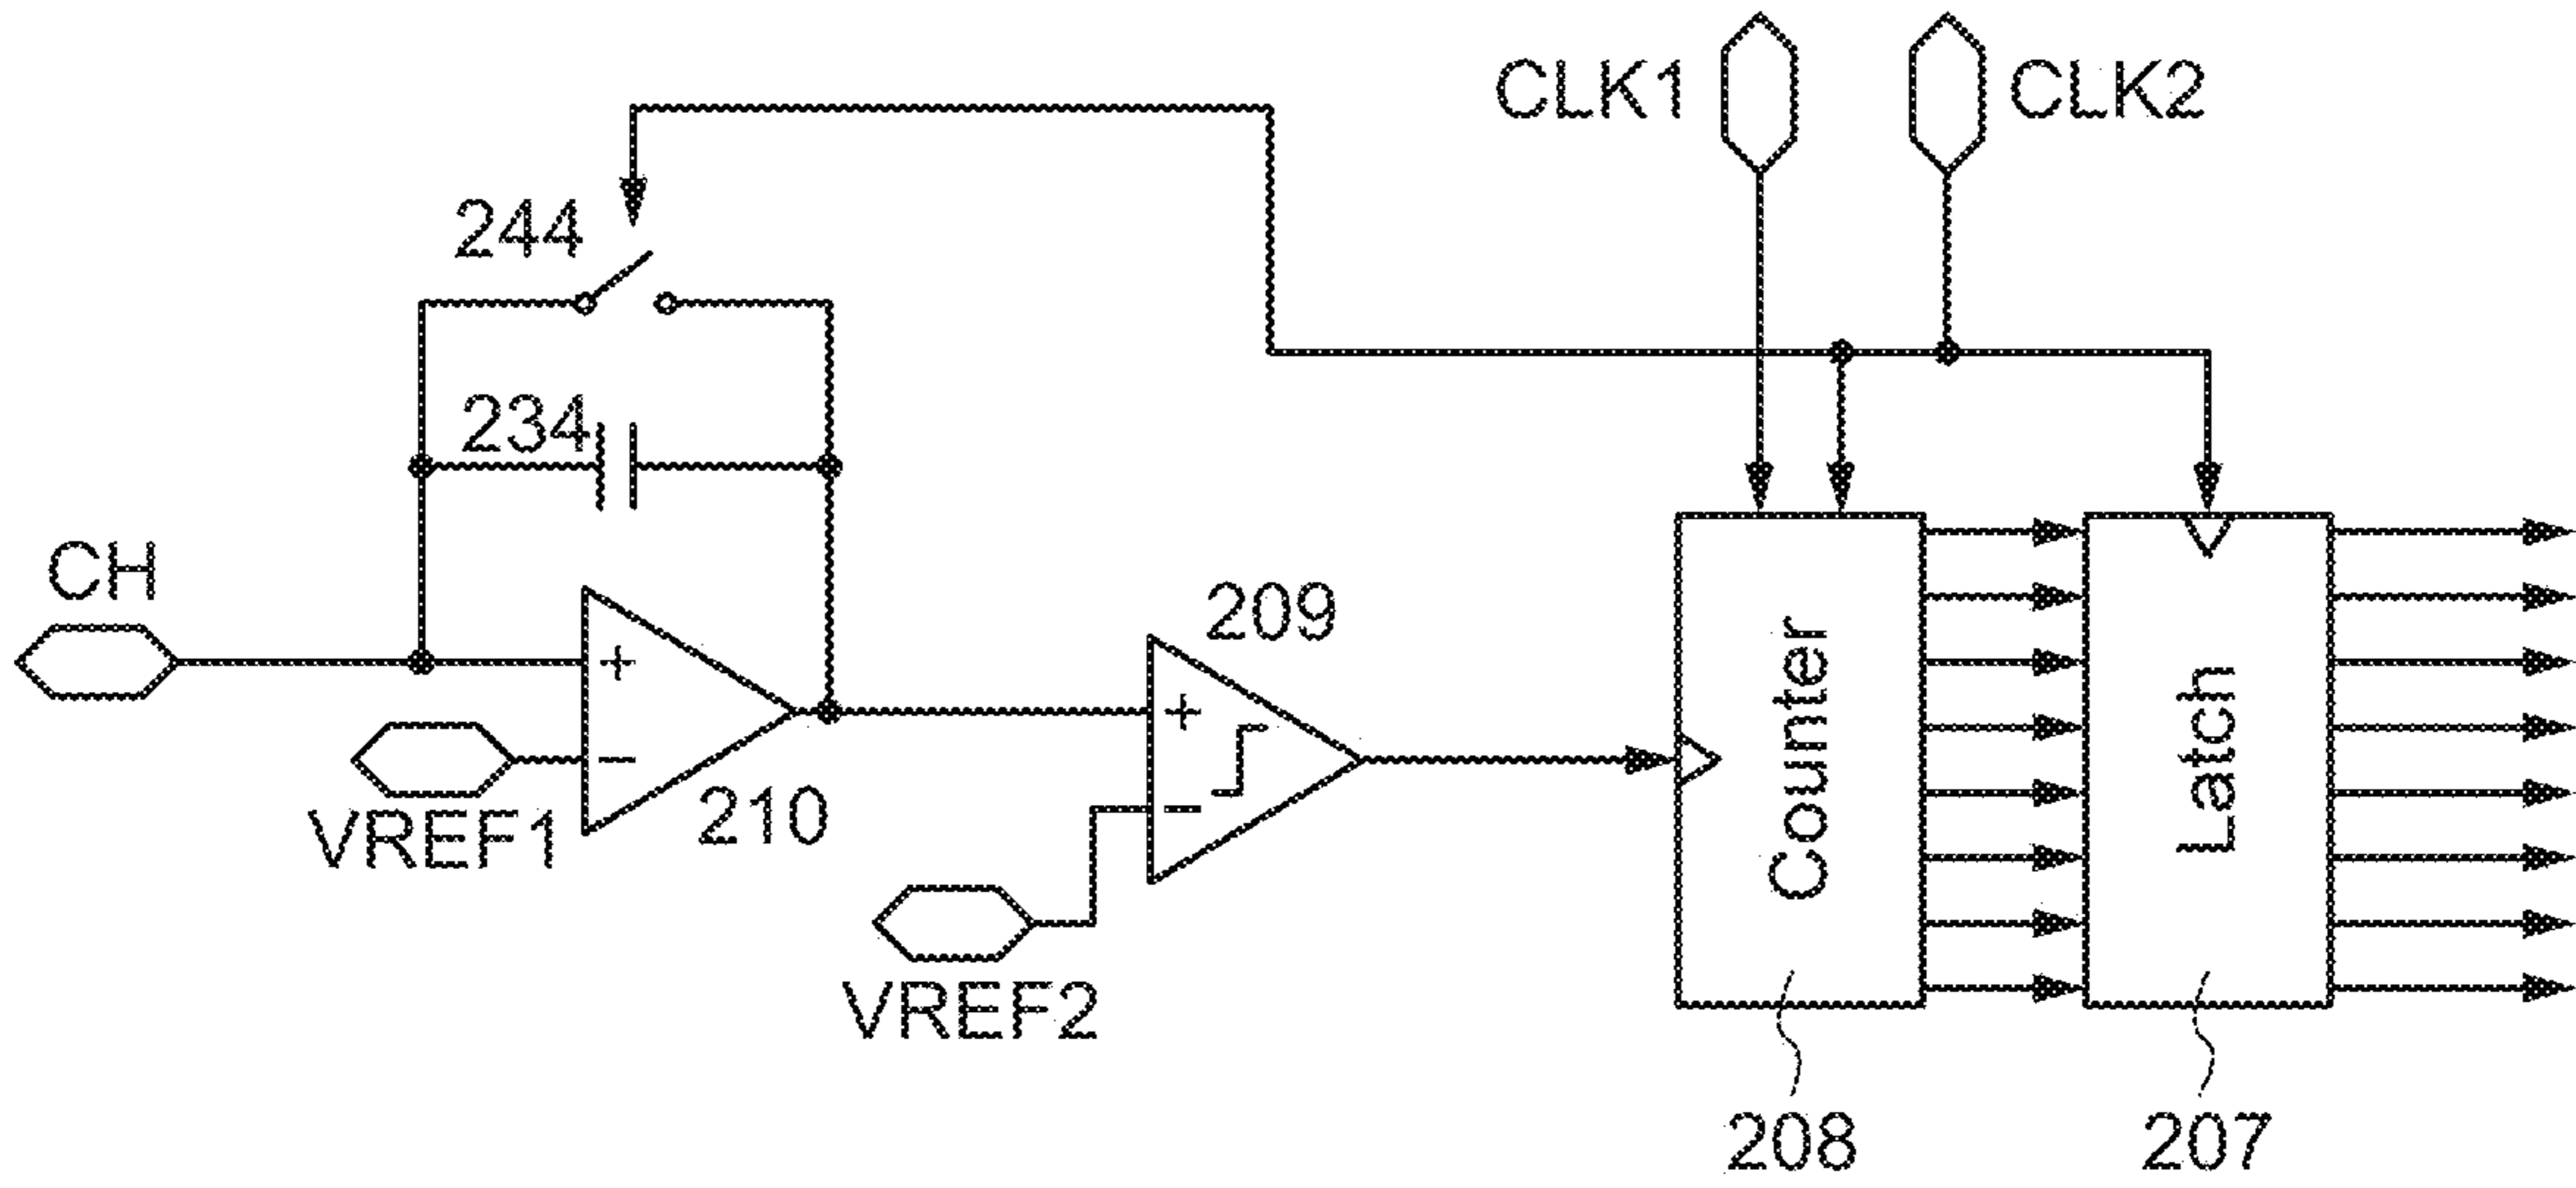 CLK1
CLK2
244
234
CH
+
−
VREF1
210
209
+
−
VREF2
Counter
Latch
208
207